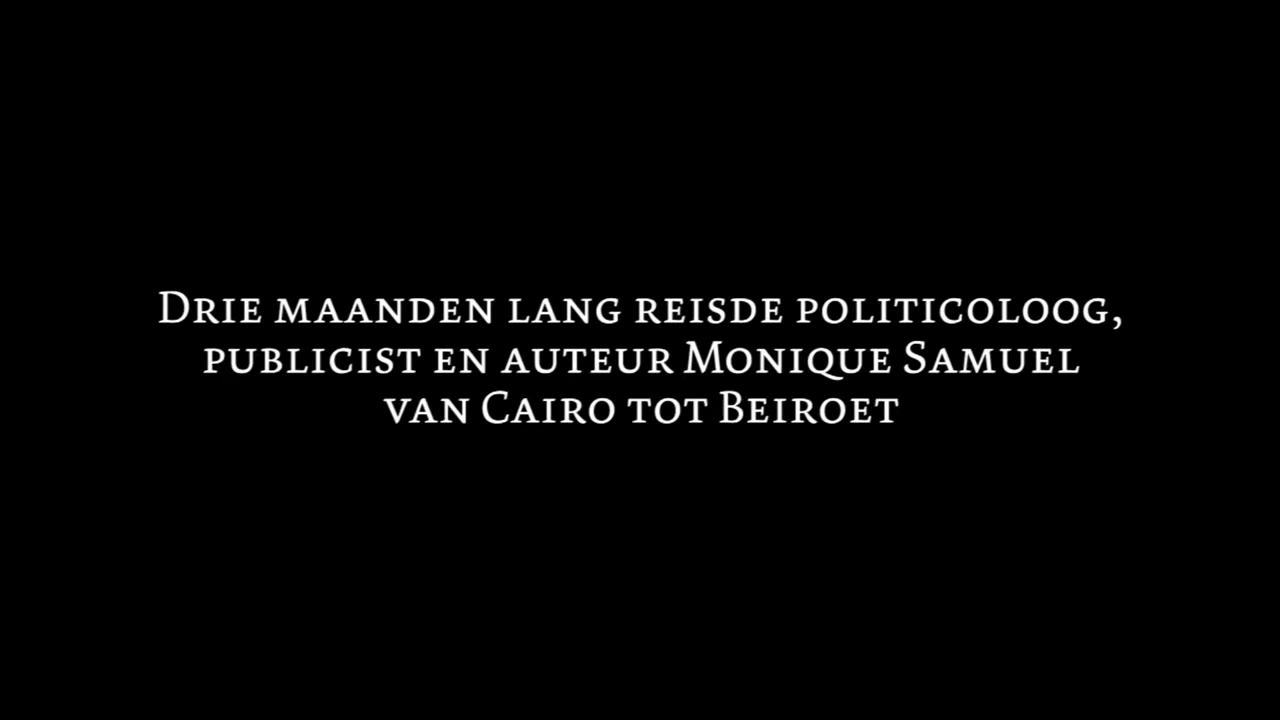 Drie maanden lang reisde politicoloog,
publicist en auteur Monique Samuel
van Cairo tot Beiroet